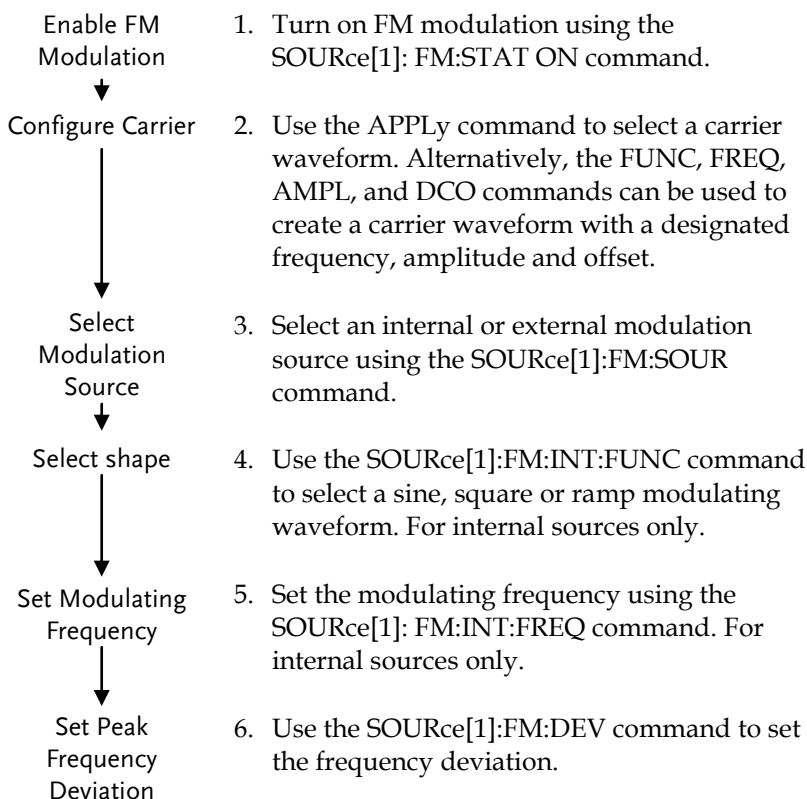 Enable FM
Modulation
1. Turn on FM modulation using the
SOURce[1]: FM:STAT ON command.
Configure Carrier
2. Use the APPLy command to select a carrier
waveform. Alternatively, the FUNC, FREQ,
AMPL, and DCO commands can be used to
create a carrier waveform with a designated
frequency, amplitude and offset.
Select
Modulation
Source
3. Select an internal or external modulation
source using the SOURce[1]:FM:SOUR
command.
Select shape
4. Use the SOURce[1]:FM:INT:FUNC command
to select a sine, square or ramp modulating
waveform. For internal sources only.
Set Modulating
Frequency
5. Set the modulating frequency using the
SOURce[1]: FM:INT:FREQ command. For
internal sources only.
Set Peak
Frequency
Deviation
6. Use the SOURce[1]:FM:DEV command to set
the frequency deviation.